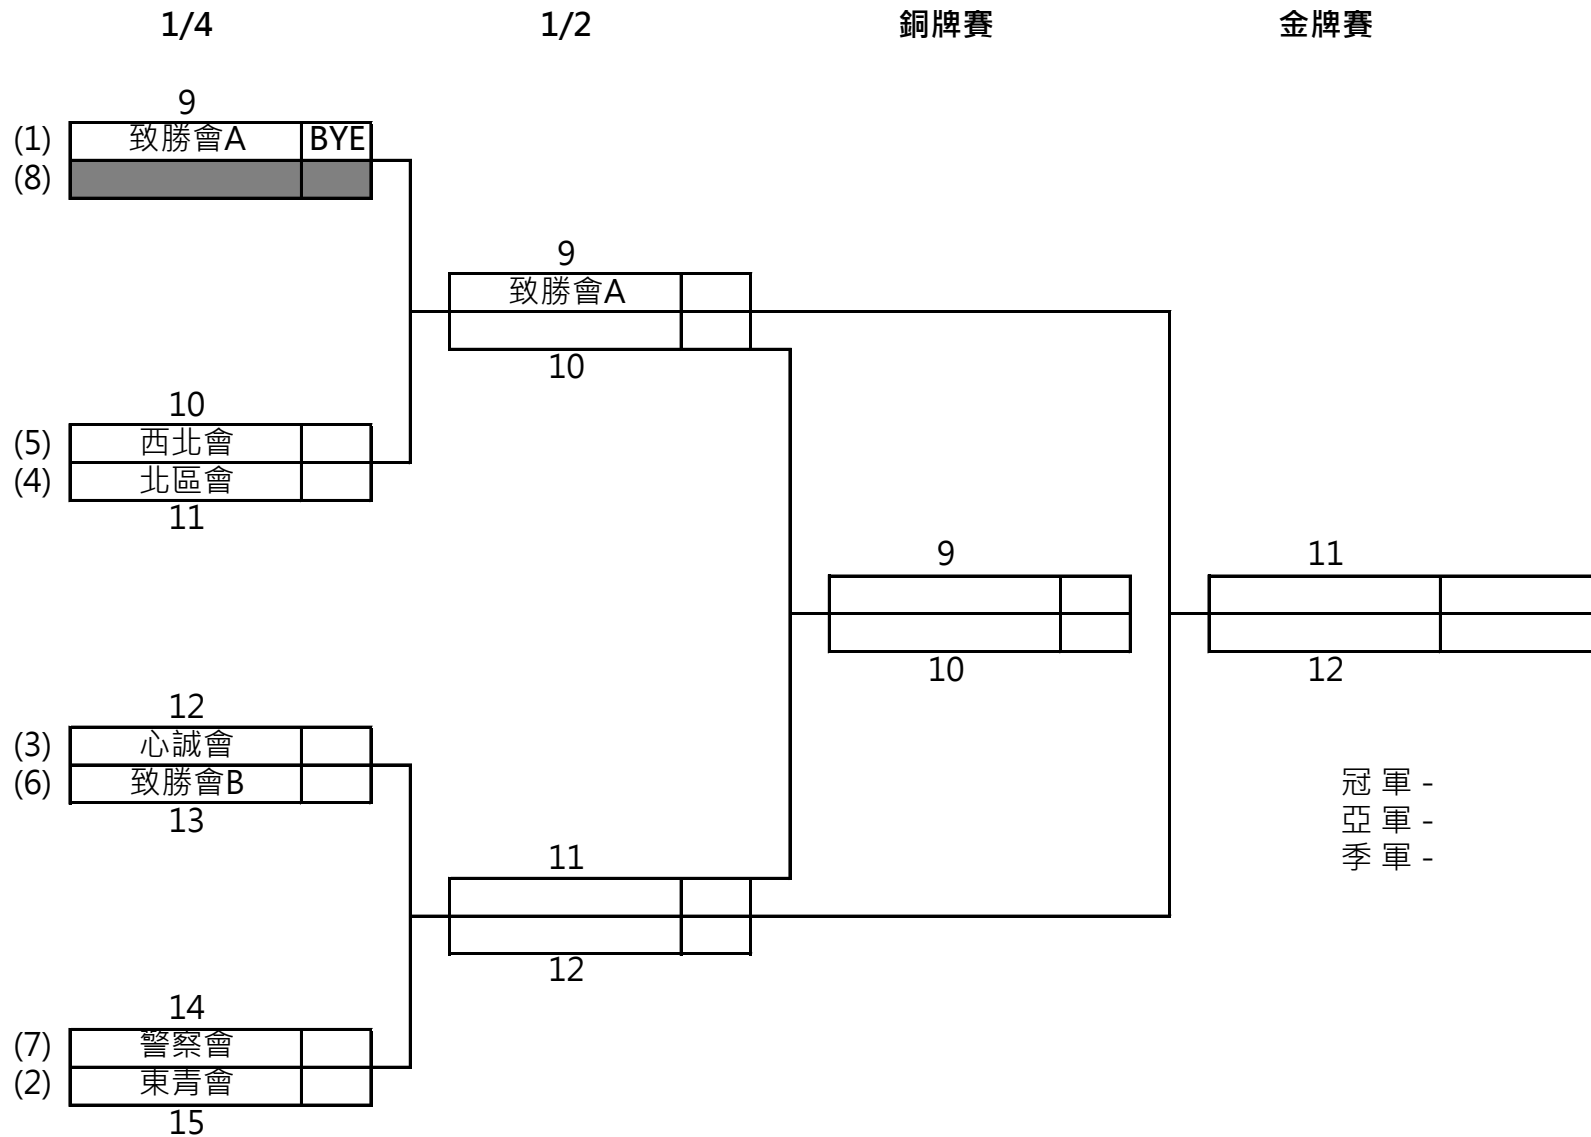 1/4 1/2 銅牌賽 金牌賽
9
(1) 致勝會A BYE
(8)
9
致勝會A
10
10
(5) 西北會
(4) 北區會
11
9 11
10 12
12
(3) 心誠會
(6) 致勝會B
13
冠 軍 -
亞 軍 -
季 軍 -
11
12
14
(7) 警察會
(2) 東青會
15